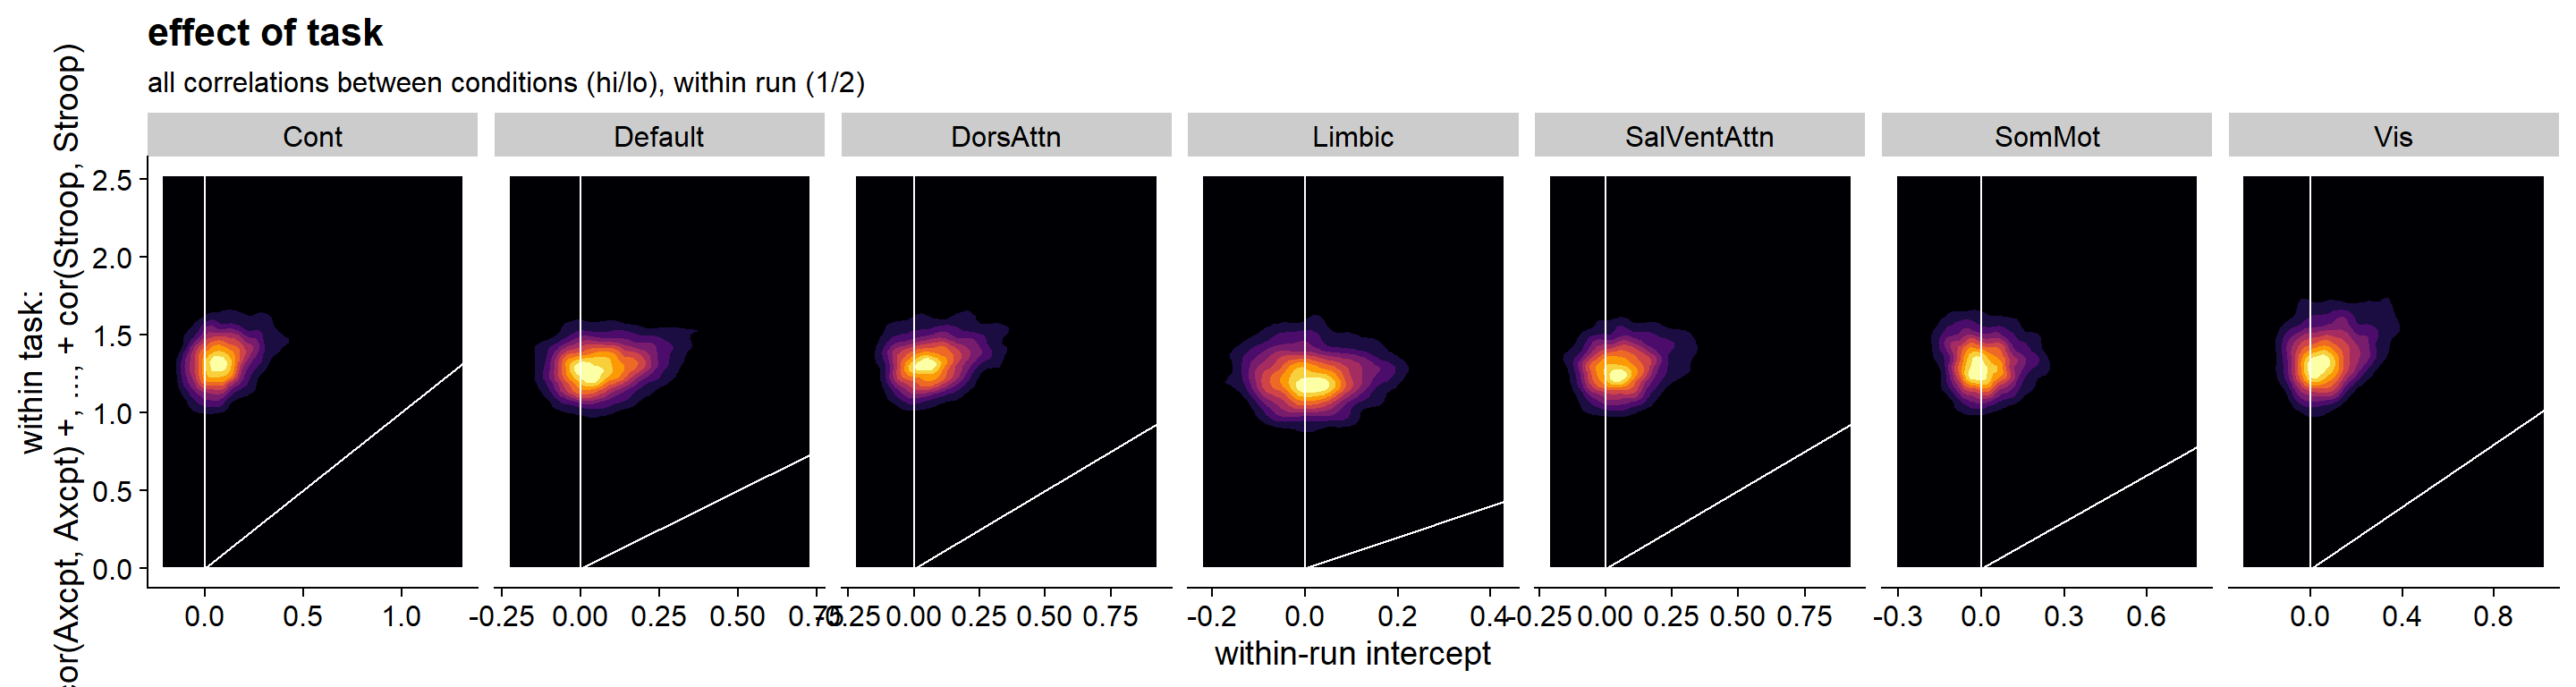 effect of task
all correlations between conditions (hi/lo), within run (1/2)
Cont Default DorsAttn Limbic SalVentAttn SomMot Vis
within task:
cor(Axcpt, Axcpt) +, ...., + cor(Stroop, Stroop)
2.5
2.0
1.5
1.0
0.5
0.0
0.0 0.5 1.0 -0.25 0.00 0.25 0.50 0.75 -0.25 0.00 0.25 0.50 0.75 -0.2 0.0 0.2 0.4 -0.25 0.00 0.25 0.50 0.75 -0.3 0.0 0.3 0.6 0.0 0.4 0.8
within-run intercept